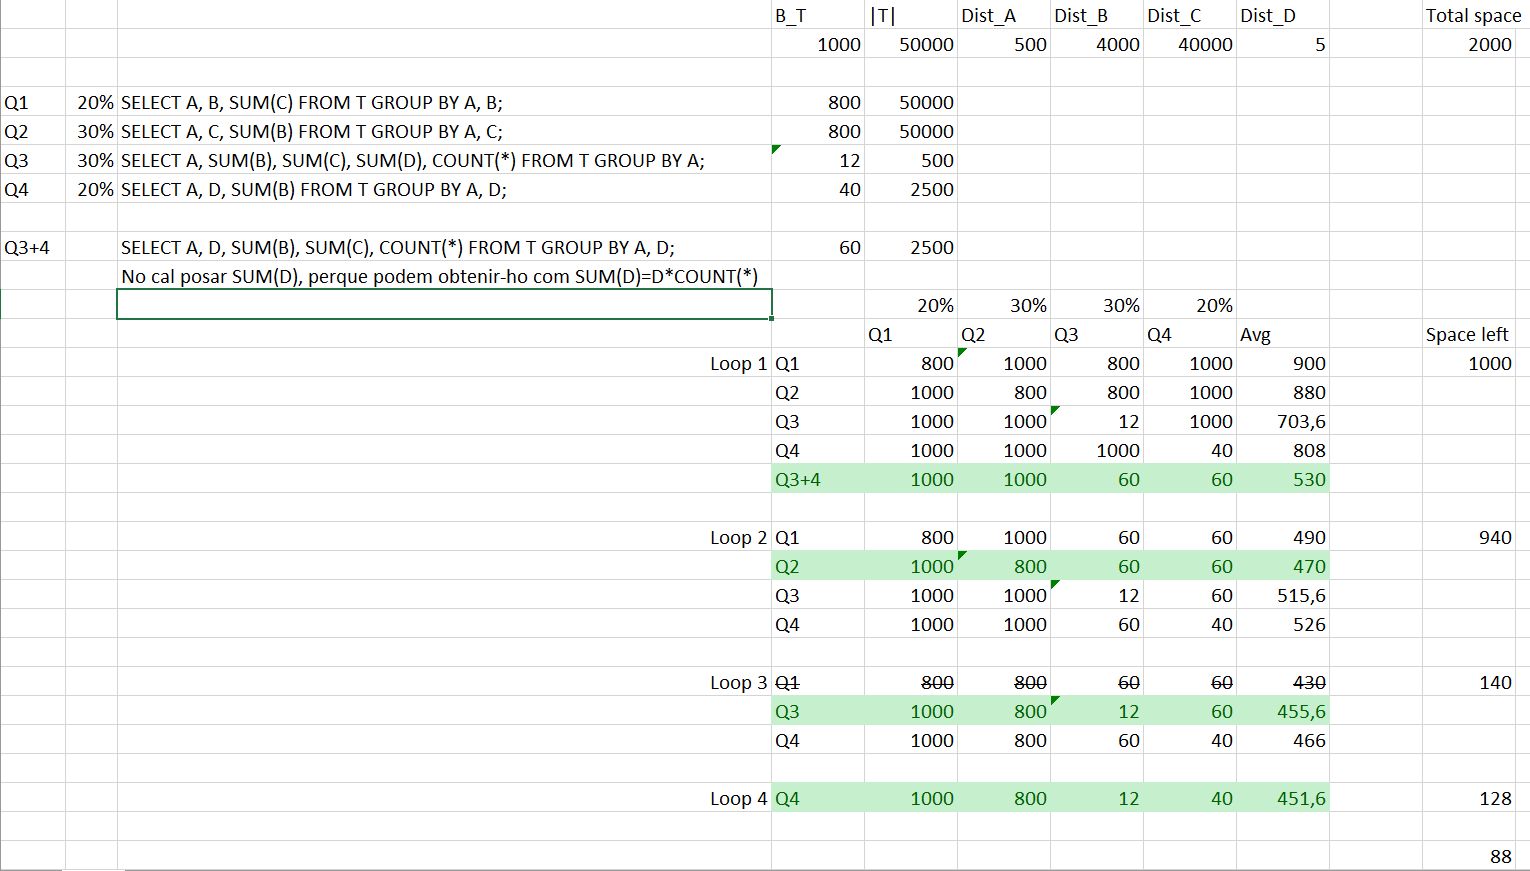 B_T |T| Dist_A Dist_B Dist_C Dist_D Total space
1000 50000 500 4000 40000 5 2000
Q1 20% SELECT A, B, SUM(C) FROM T GROUP BY A, B; 800 50000
Q2 30% SELECT A, C, SUM(B) FROM T GROUP BY A, C; 800 50000
Q3 30% SELECT A, SUM(B), SUM(C), SUM(D), COUNT(*) FROM T GROUP BY A; 12 500
Q4 20% SELECT A, D, SUM(B) FROM T GROUP BY A, D; 40 2500
Q3+4 SELECT A, D, SUM(B), SUM(C), COUNT(*) FROM T GROUP BY A, D; 60 2500
No cal posar SUM(D), perque podem obtenir-ho com SUM(D)=D*COUNT(*)
20% 30% 30% 20%
Q1 Q2 Q3 Q4 Avg Space left
Loop 1 Q1 800 1000 800 1000 900 1000
Q2 1000 800 800 1000 880
Q3 1000 1000 12 1000 703,6
Q4 1000 1000 1000 40 808
Q3+4 1000 1000 60 60 530
Loop 2 Q1 800 1000 60 60 490 940
Q2 1000 800 60 60 470
Q3 1000 1000 12 60 515,6
Q4 1000 1000 60 40 526
Loop 3 Q1 800 800 60 60 430 140
Q3 1000 800 12 60 455,6
Q4 1000 800 60 40 466
Loop 4 Q4 1000 800 12 40 451,6 128
88